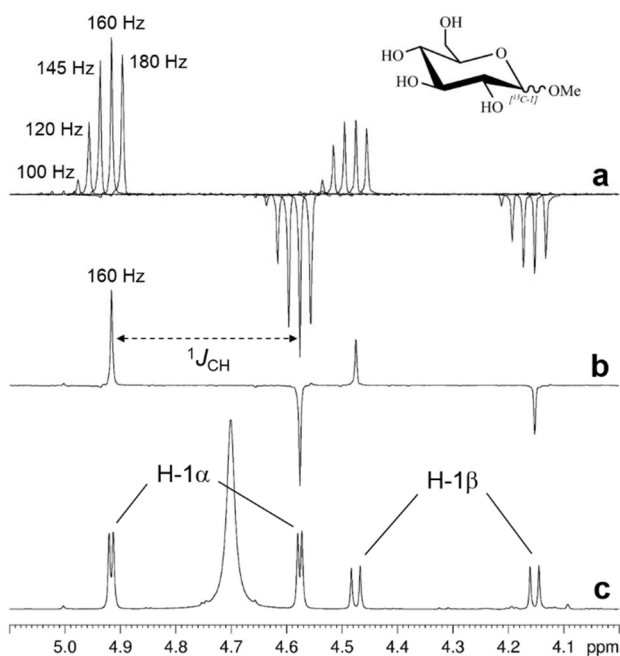 160 Hz
145 Hz
180 Hz
120 Hz
100 Hz
OH
HO
O
HO
HO
OMe
[¹³C-1]
a
160 Hz
¹J_CH
b
H-1α
H-1β
c
5.0 4.9 4.8 4.7 4.6 4.5 4.4 4.3 4.2 4.1 ppm